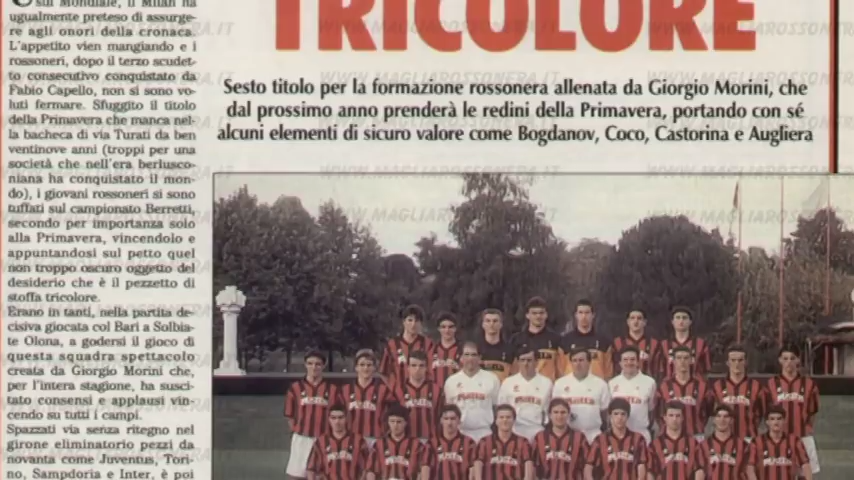 TRICOLORE
Sesto titolo per la formazione rossonera allenata da Giorgio Morini, che
dal prossimo anno prenderà le redini della Primavera, portando con sé
alcuni elementi di sicuro valore come Bogdanov, Coco, Castorina e Augliera
sul Mondiale, il Milan ha
ugualmente preteso di assurge-
re agli onori della cronaca.
L'appetito vien mangiando e i
rossoneri, dopo il terzo scudet-
to consecutivo conquistato da
Fabio Capello, non si sono vo-
luti fermare. Sfuggito il titolo
della Primavera che manca nel-
la bacheca di via Turati da ben
ventinove anni (troppi per una
società che nell'era berlusco-
niana ha conquistato il mon-
do), i giovani rossoneri si sono
tuffati sul campionato Berretti,
secondo per importanza solo
alla Primavera, vincendolo e
appuntandosi sul petto quel
non troppo oscuro oggetto del
desiderio che è il pezzetto di
stoffa tricolore.
Erano in tanti, nella partita de-
cisiva giocata col Bari a Solbia-
te Olona, a godersi il gioco di
questa squadra spettacolo
creata da Giorgio Morini che,
per l'intera stagione, ha susci-
tato consensi e applausi vin-
cendo su tutti i campi.
Spazzati via senza ritegno nel
girone eliminatorio pezzi da
novanta come Juventus, Tori-
no, Sampdoria e Inter, è poi
WWW.MAGLIAROSSONERA.IT